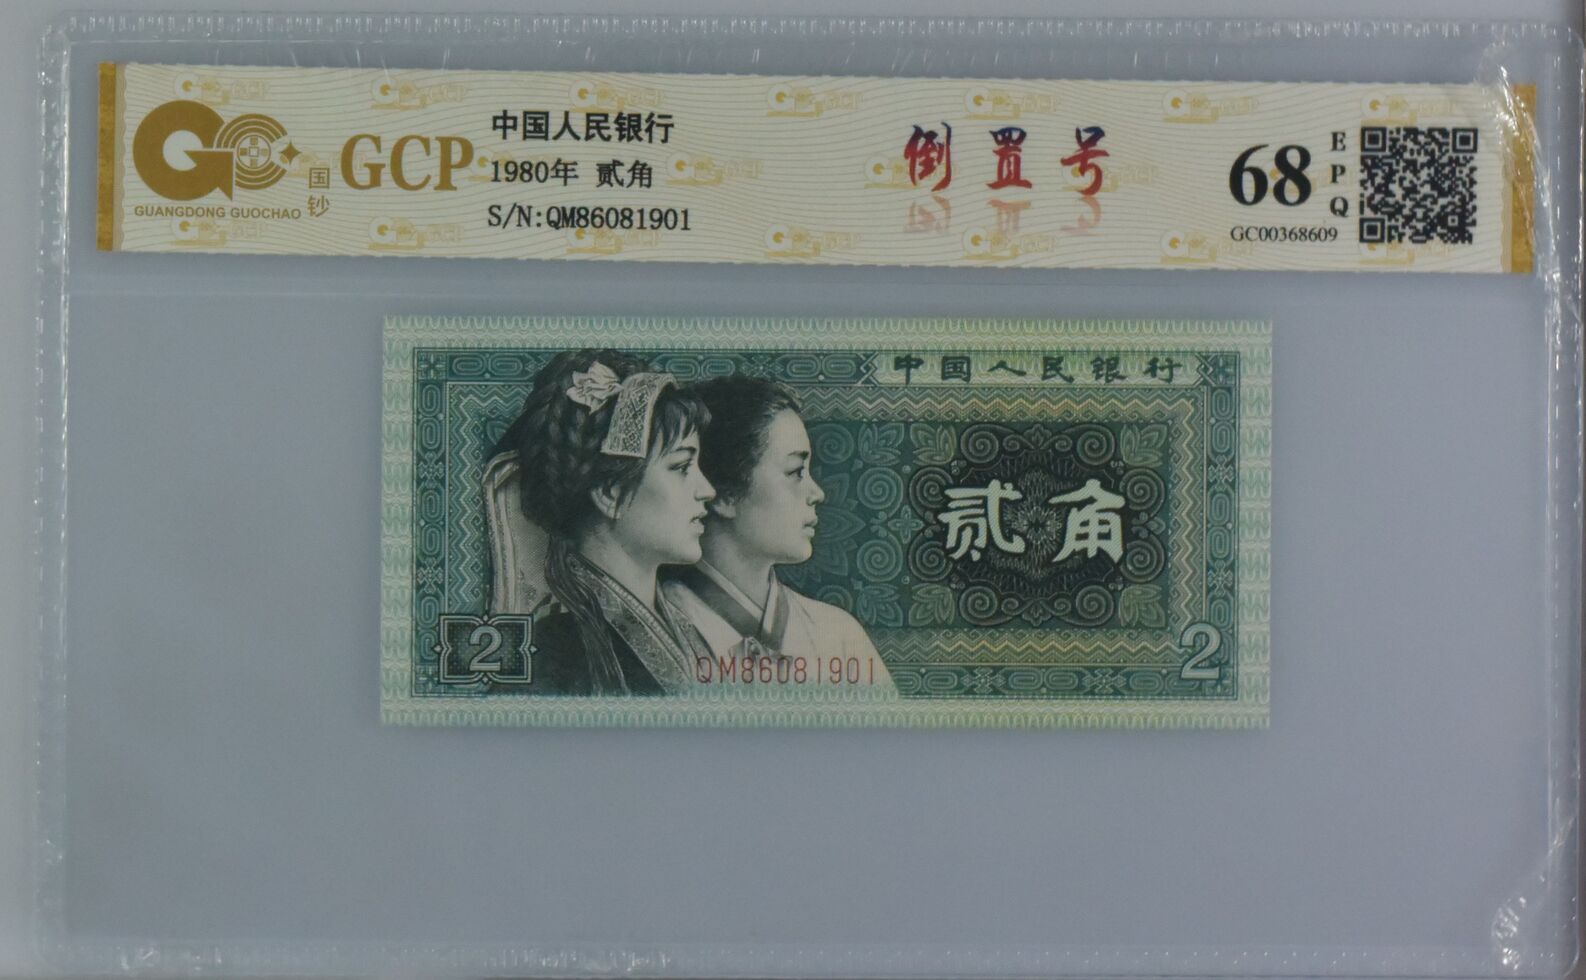 GUANGDONG GUOCHAO
国钞
GCP
中国人民银行
1980年 贰角
S/N:QM86081901
倒置号
68
EPQ
GC00368609
中国人民银行
贰角
2
2
QM86081901